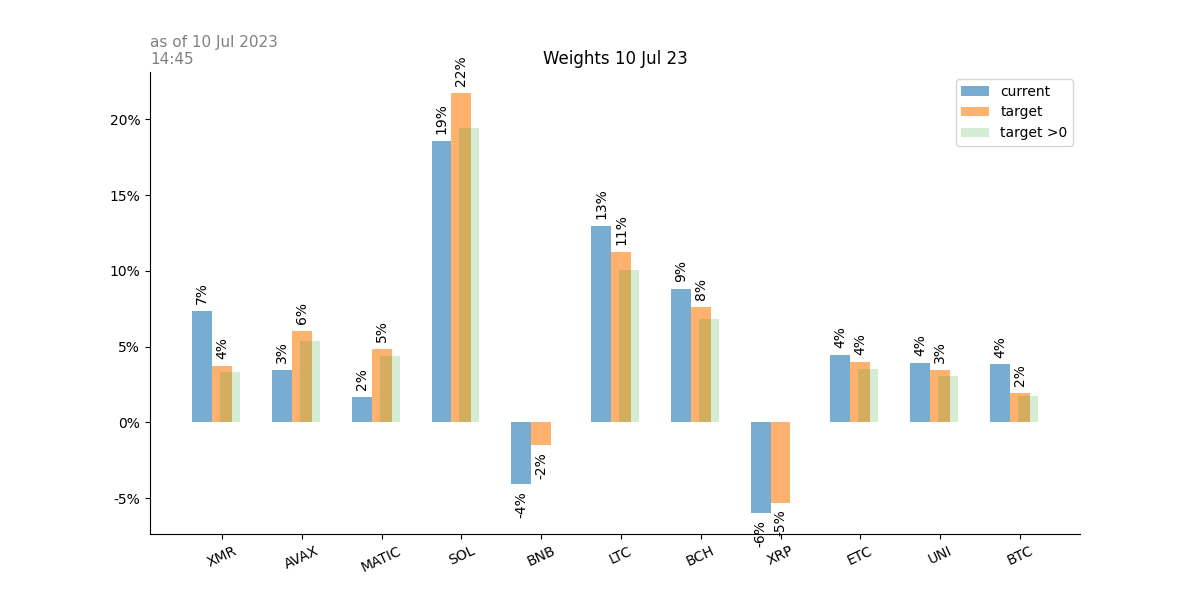 as of 10 Jul 2023
14:45
Weights 10 Jul 23
current
target
target >0
20%
15%
10%
5%
0%
-5%
7%
4%
3%
6%
2%
5%
19%
22%
-4%
-2%
13%
11%
9%
8%
-6%
-5%
4%
4%
4%
3%
4%
2%
XMR
AVAX
MATIC
SOL
BNB
LTC
BCH
XRP
ETC
UNI
BTC